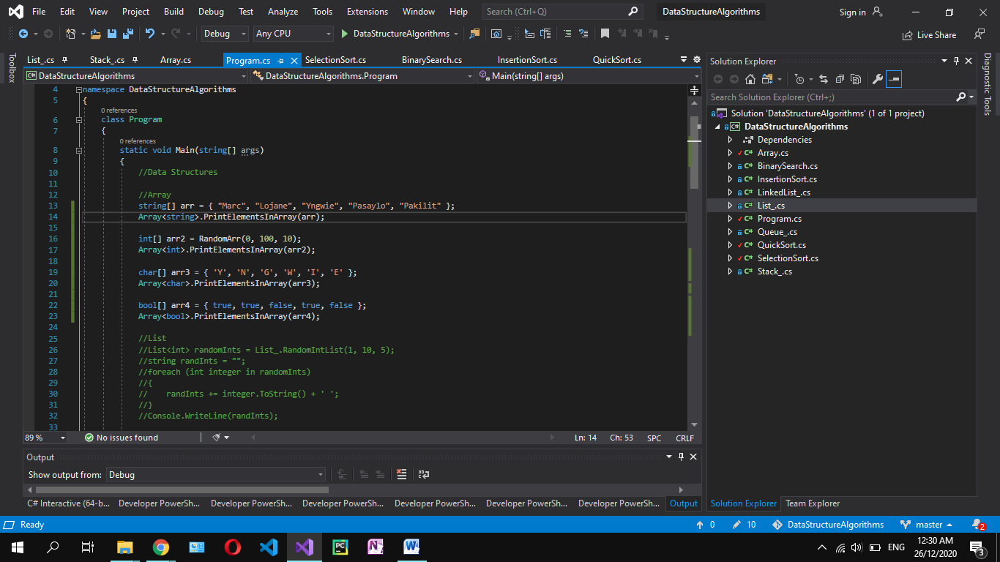 File Edit View Project Build Debug Test Analyze Tools Extensions Window Help Search (Ctrl+Q) DataStructureAlgorithms Sign in
Debug Any CPU DataStructureAlgorithms Live Share
Toolbox
List_.cs Stack_.cs Array.cs Program.cs SelectionSort.cs BinarySearch.cs InsertionSort.cs QuickSort.cs
DataStructureAlgorithms DataStructureAlgorithms.Program Main(string[] args)
4 namespace DataStructureAlgorithms
5 {
0 references
6 class Program
7 {
0 references
8 static void Main(string[] args)
9 {
10 //Data Structures
11
12 //Array
13 string[] arr = { "Marc", "Lojane", "Yngwie", "Pasaylo", "Pakilit" };
14 Array<string>.PrintElementsInArray(arr);
15
16 int[] arr2 = RandomArr(0, 100, 10);
17 Array<int>.PrintElementsInArray(arr2);
18
19 char[] arr3 = { 'Y', 'N', 'G', 'W', 'I', 'E' };
20 Array<char>.PrintElementsInArray(arr3);
21
22 bool[] arr4 = { true, true, false, true, false };
23 Array<bool>.PrintElementsInArray(arr4);
24
25 //List
26 //List<int> randomInts = List_.RandomIntList(1, 10, 5);
27 //string randInts = "";
28 //foreach (int integer in randomInts)
29 //{
30 // randInts += integer.ToString() + ' ';
31 //}
32 //Console.WriteLine(randInts);
33
89 % No issues found Ln: 14 Ch: 53 SPC CRLF
Output
Show output from: Debug
C# Interactive (64-b... Developer PowerSh... Developer PowerSh... Developer PowerSh... Developer PowerSh... Developer PowerSh... Developer PowerSh... Output
Solution Explorer
Search Solution Explorer (Ctrl+;)
Solution 'DataStructureAlgorithms' (1 of 1 project)
C# DataStructureAlgorithms
Dependencies
C# Array.cs
C# BinarySearch.cs
C# InsertionSort.cs
C# LinkedList_.cs
C# List_.cs
C# Program.cs
C# Queue_.cs
C# QuickSort.cs
C# SelectionSort.cs
C# Stack_.cs
Solution Explorer Team Explorer
Diagnostic Tools
Ready 0 10 DataStructureAlgorithms master 2
PC N W ENG 12:30 AM
26/12/2020 3